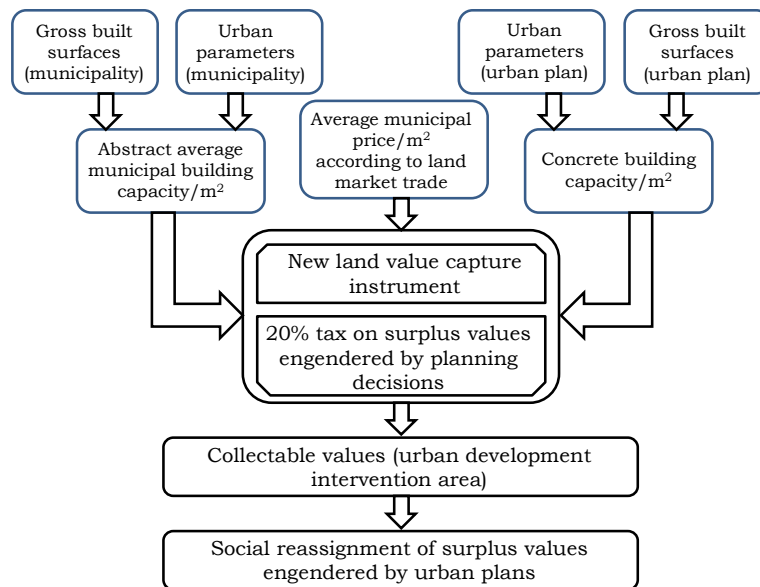 Gross built
surfaces
(municipality)
Urban
parameters
(municipality)
Urban
parameters
(urban plan)
Gross built
surfaces
(urban plan)
Abstract average
municipal building
capacity/m²
Average municipal
price/m²
according to land
market trade
Concrete building
capacity/m²
New land value capture
instrument
20% tax on surplus values
engendered by planning
decisions
Collectable values (urban development
intervention area)
Social reassignment of surplus values
engendered by urban plans